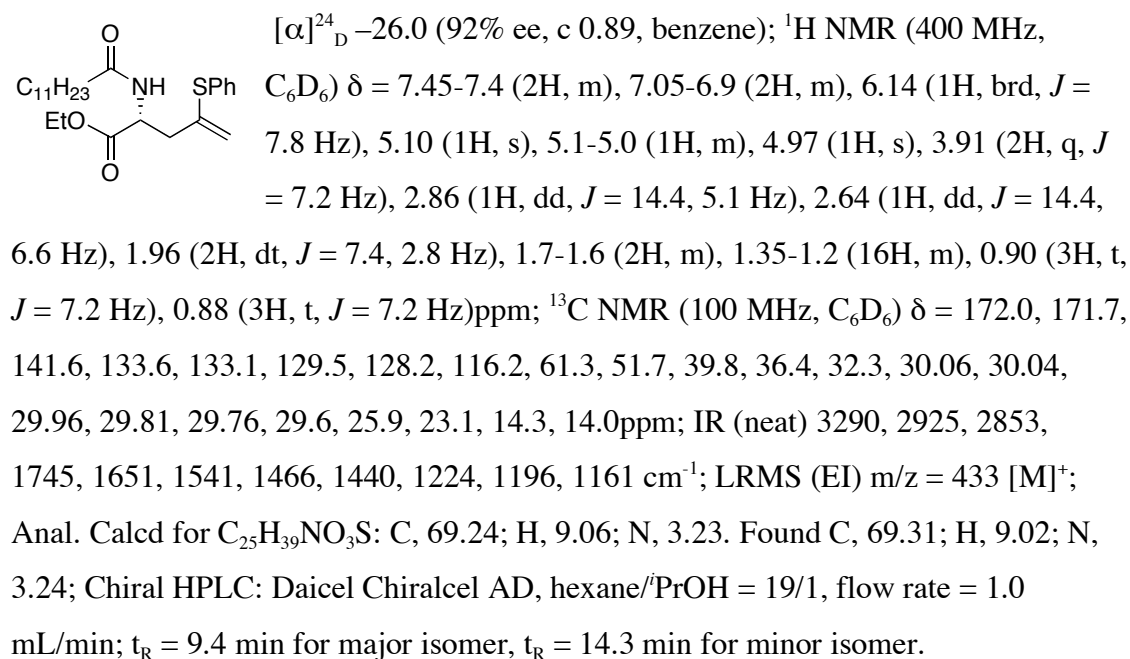 O
C₁₁H₂₃ NH SPh
EtO
O
[α]²⁴_D –26.0 (92% ee, c 0.89, benzene); ¹H NMR (400 MHz,
C₆D₆) δ = 7.45-7.4 (2H, m), 7.05-6.9 (2H, m), 6.14 (1H, brd, J =
7.8 Hz), 5.10 (1H, s), 5.1-5.0 (1H, m), 4.97 (1H, s), 3.91 (2H, q, J
= 7.2 Hz), 2.86 (1H, dd, J = 14.4, 5.1 Hz), 2.64 (1H, dd, J = 14.4,
6.6 Hz), 1.96 (2H, dt, J = 7.4, 2.8 Hz), 1.7-1.6 (2H, m), 1.35-1.2 (16H, m), 0.90 (3H, t,
J = 7.2 Hz), 0.88 (3H, t, J = 7.2 Hz)ppm; ¹³C NMR (100 MHz, C₆D₆) δ = 172.0, 171.7,
141.6, 133.6, 133.1, 129.5, 128.2, 116.2, 61.3, 51.7, 39.8, 36.4, 32.3, 30.06, 30.04,
29.96, 29.81, 29.76, 29.6, 25.9, 23.1, 14.3, 14.0ppm; IR (neat) 3290, 2925, 2853,
1745, 1651, 1541, 1466, 1440, 1224, 1196, 1161 cm⁻¹; LRMS (EI) m/z = 433 [M]⁺;
Anal. Calcd for C₂₅H₃₉NO₃S: C, 69.24; H, 9.06; N, 3.23. Found C, 69.31; H, 9.02; N,
3.24; Chiral HPLC: Daicel Chiralcel AD, hexane/ⁱPrOH = 19/1, flow rate = 1.0
mL/min; t_R = 9.4 min for major isomer, t_R = 14.3 min for minor isomer.